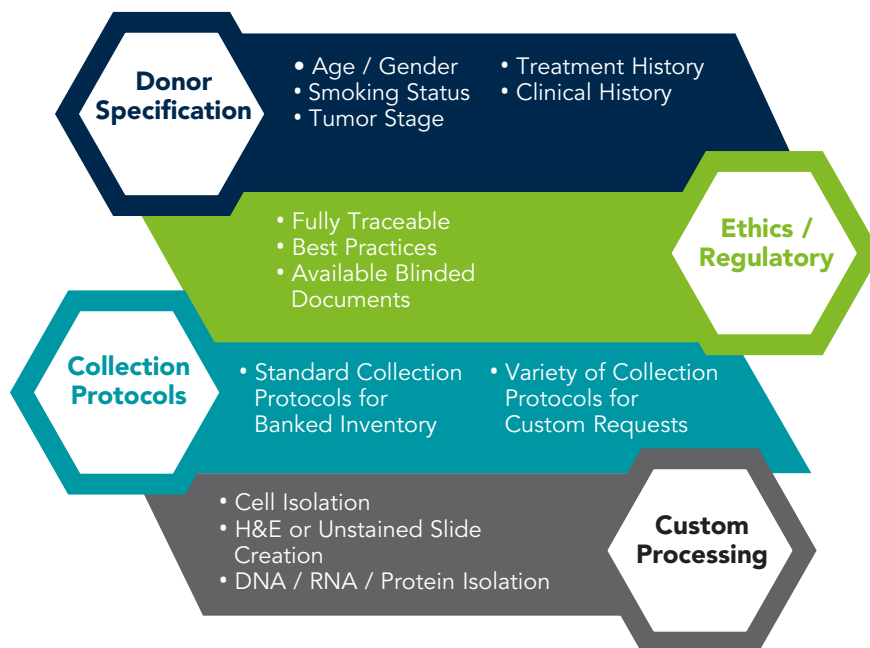 Donor
Specification
• Age / Gender
• Smoking Status
• Tumor Stage
• Treatment History
• Clinical History
Ethics /
Regulatory
• Fully Traceable
• Best Practices
• Available Blinded
Documents
Collection
Protocols
• Standard Collection
Protocols for
Banked Inventory
• Variety of Collection
Protocols for
Custom Requests
Custom
Processing
• Cell Isolation
• H&E or Unstained Slide
Creation
• DNA / RNA / Protein Isolation